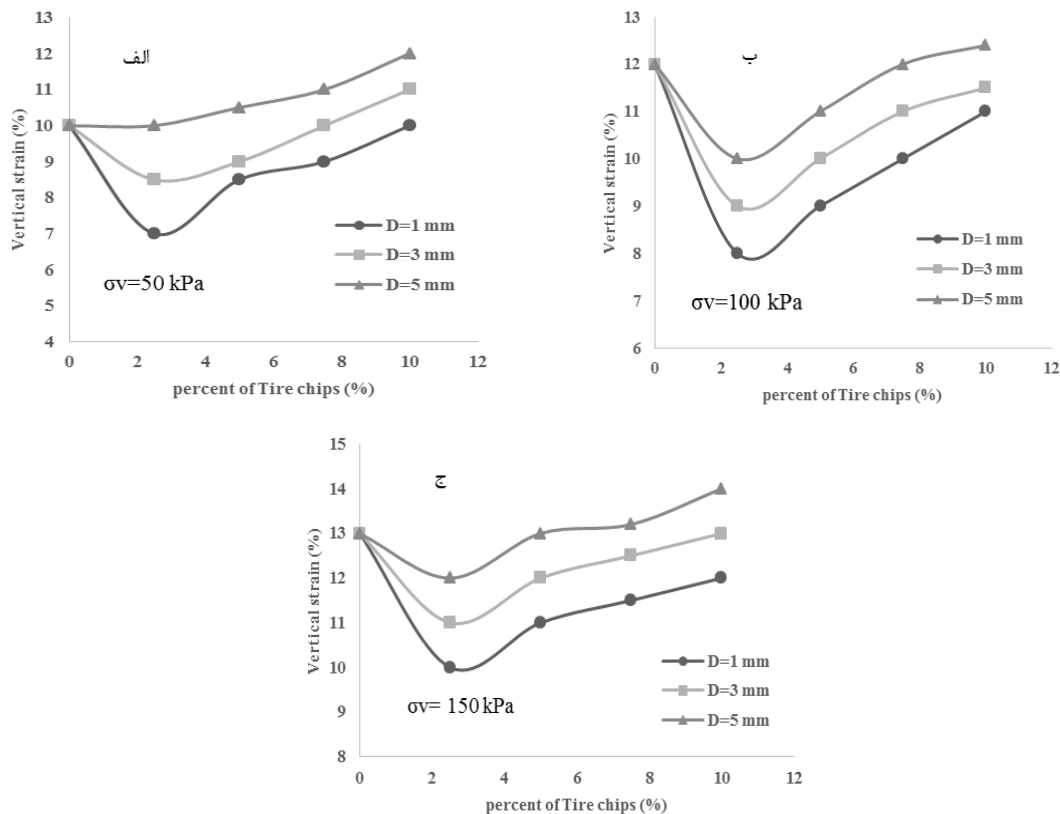 13
12
11
10
9
8
7
6
5
4
الف
Vertical strain (%)
D=1 mm
D=3 mm
D=5 mm
σv=50 kPa
0 2 4 6 8 10 12
percent of Tire chips (%)
13
12
11
10
9
8
7
6
ب
Vertical strain (%)
D=1 mm
D=3 mm
D=5 mm
σv=100 kPa
0 2 4 6 8 10 12
percent of Tire chips (%)
15
14
13
12
11
10
9
8
ج
Vertical strain (%)
D=1 mm
D=3 mm
D=5 mm
σv= 150 kPa
0 2 4 6 8 10 12
percent of Tire chips (%)